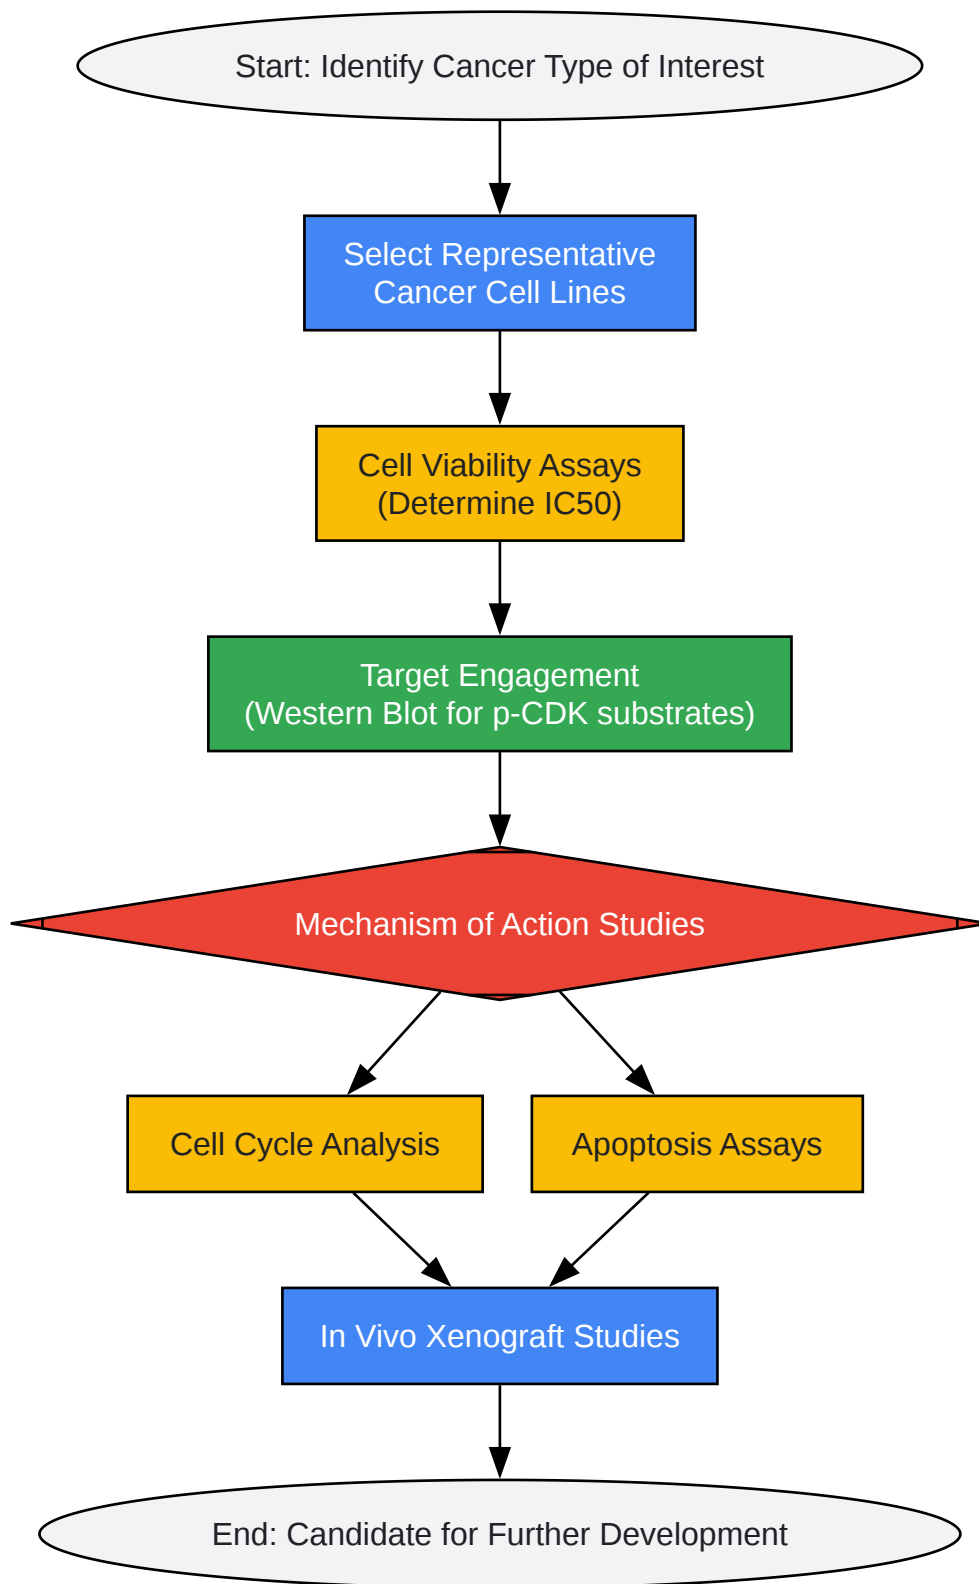 Start: Identify Cancer Type of Interest
Select Representative
Cancer Cell Lines
Cell Viability Assays
(Determine IC50)
Target Engagement
(Western Blot for p-CDK substrates)
Mechanism of Action Studies
Cell Cycle Analysis
Apoptosis Assays
In Vivo Xenograft Studies
End: Candidate for Further Development